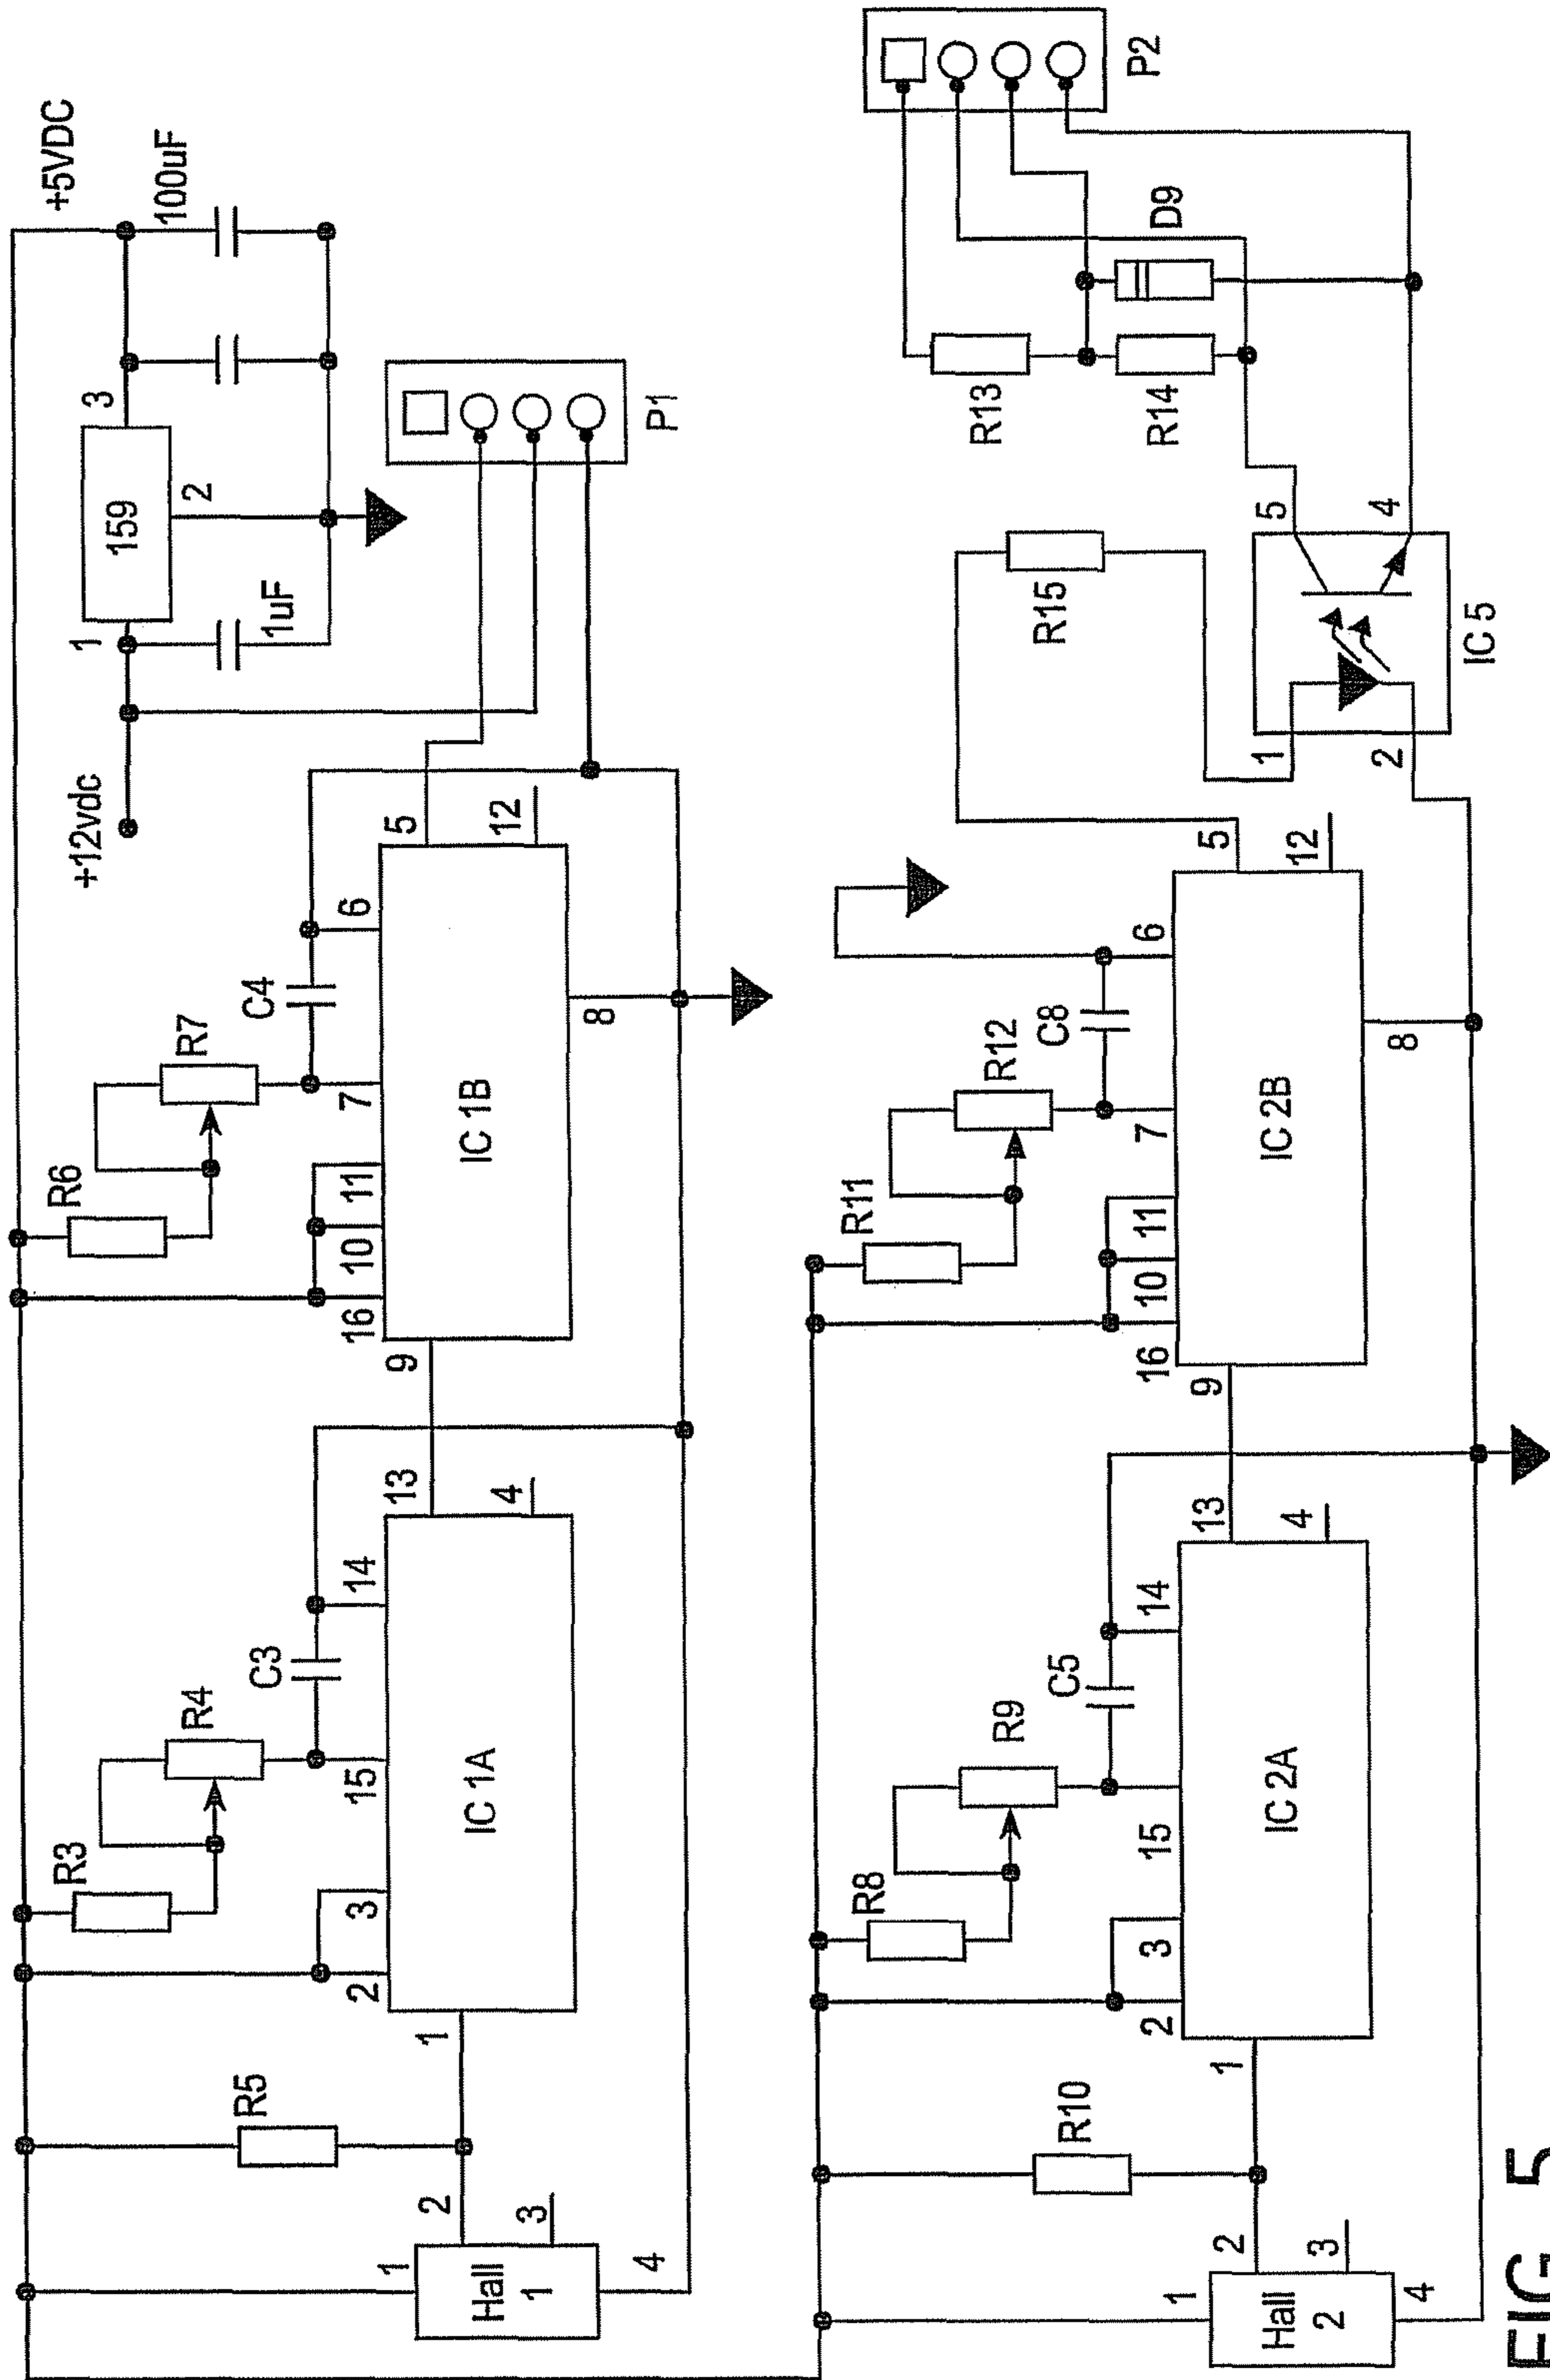 +5VDC
+12vdc
1
159
3
2
1uF
100uF
R3
R4
C3
R6
R7
C4
R5
2
3
15
14
16
10
11
7
6
1
Hall
1
2
3
4
1
IC 1A
13
4
9
IC 1B
5
12
8
P1
R8
R9
C5
R11
R12
C8
R10
2
3
15
14
16
10
11
7
6
1
Hall
2
2
3
4
1
IC 2A
13
4
9
IC 2B
5
12
8
R15
1
2
5
4
IC 5
R13
R14
D9
P2
FIG. 5